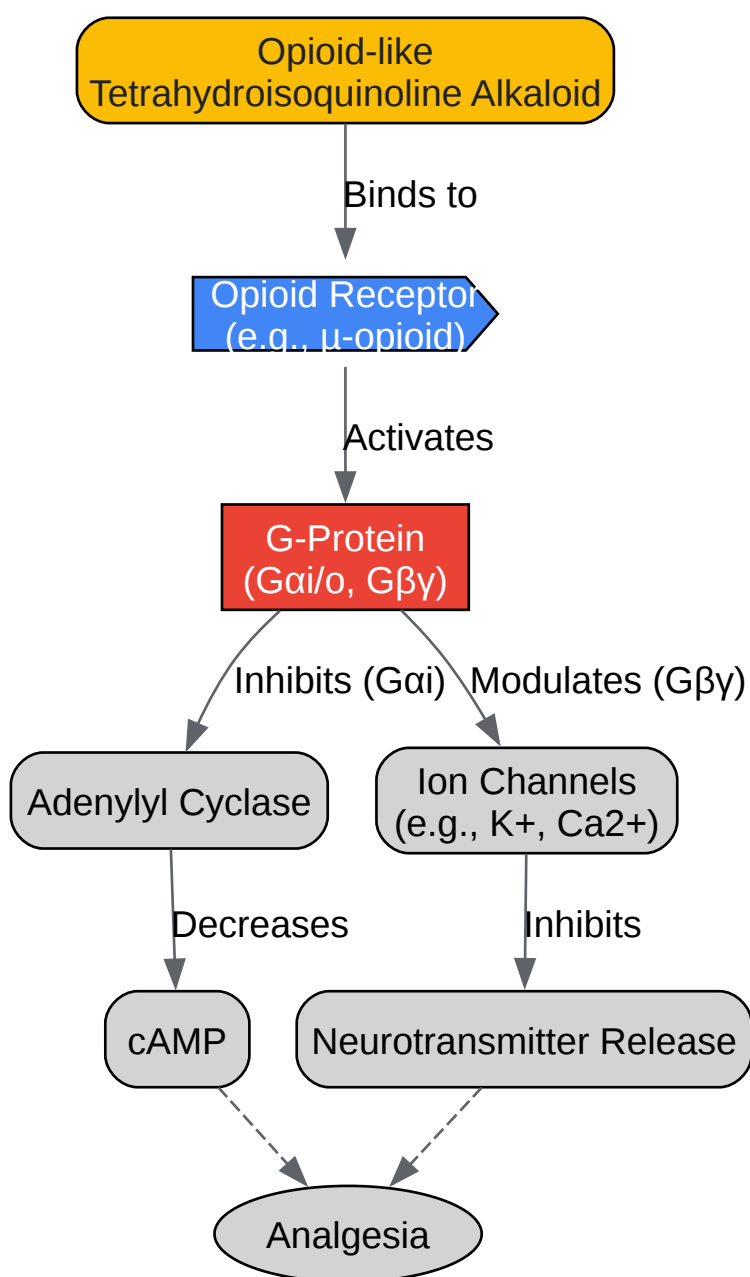 Opioid-like
Tetrahydroisoquinoline Alkaloid
Binds to
Opioid Receptor
(e.g., µ-opioid)
Activates
G-Protein
(Gαi/o, Gβγ)
Inhibits (Gαi)
Modulates (Gβγ)
Adenylyl Cyclase
Ion Channels
(e.g., K+, Ca2+)
Decreases
Inhibits
cAMP
Neurotransmitter Release
Analgesia